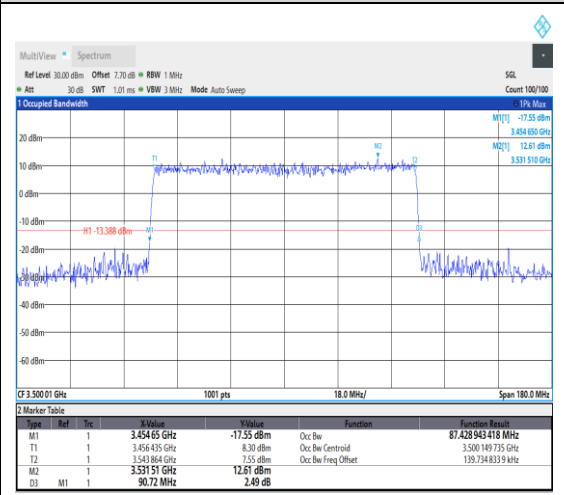 MultiView Spectrum
Ref Level 30.00 dBm Offset 7.70 dB RBW 1 MHz SGL
Att 30 dB SWT 1.01 ms VBW 3 MHz Mode Auto Sweep Count 100/100
1 Occupied Bandwidth 1Pk Max
M1[1] -17.55 dBm
3.454 650 GHz
M2[1] 12.61 dBm
3.531 510 GHz
20 dBm
M2
T1
T2
10 dBm
0 dBm
-10 dBm
H1 -13.388 dBm
M1
D3
-20 dBm
-30 dBm
-40 dBm
-50 dBm
-60 dBm
CF 3.500 01 GHz 1001 pts 18.0 MHz/ Span 180.0 MHz
2 Marker Table
Type Ref Trc X-Value Y-Value Function Function Result
M1 1 3.454 65 GHz -17.55 dBm Occ Bw 87.428 943 418 MHz
T1 1 3.456 435 GHz 8.30 dBm Occ Bw Centroid 3.500 149 735 GHz
T2 1 3.543 864 GHz 7.55 dBm Occ Bw Freq Offset 139.734 833 9 kHz
M2 1 3.531 51 GHz 12.61 dBm
D3 M1 1 90.72 MHz 2.49 dB